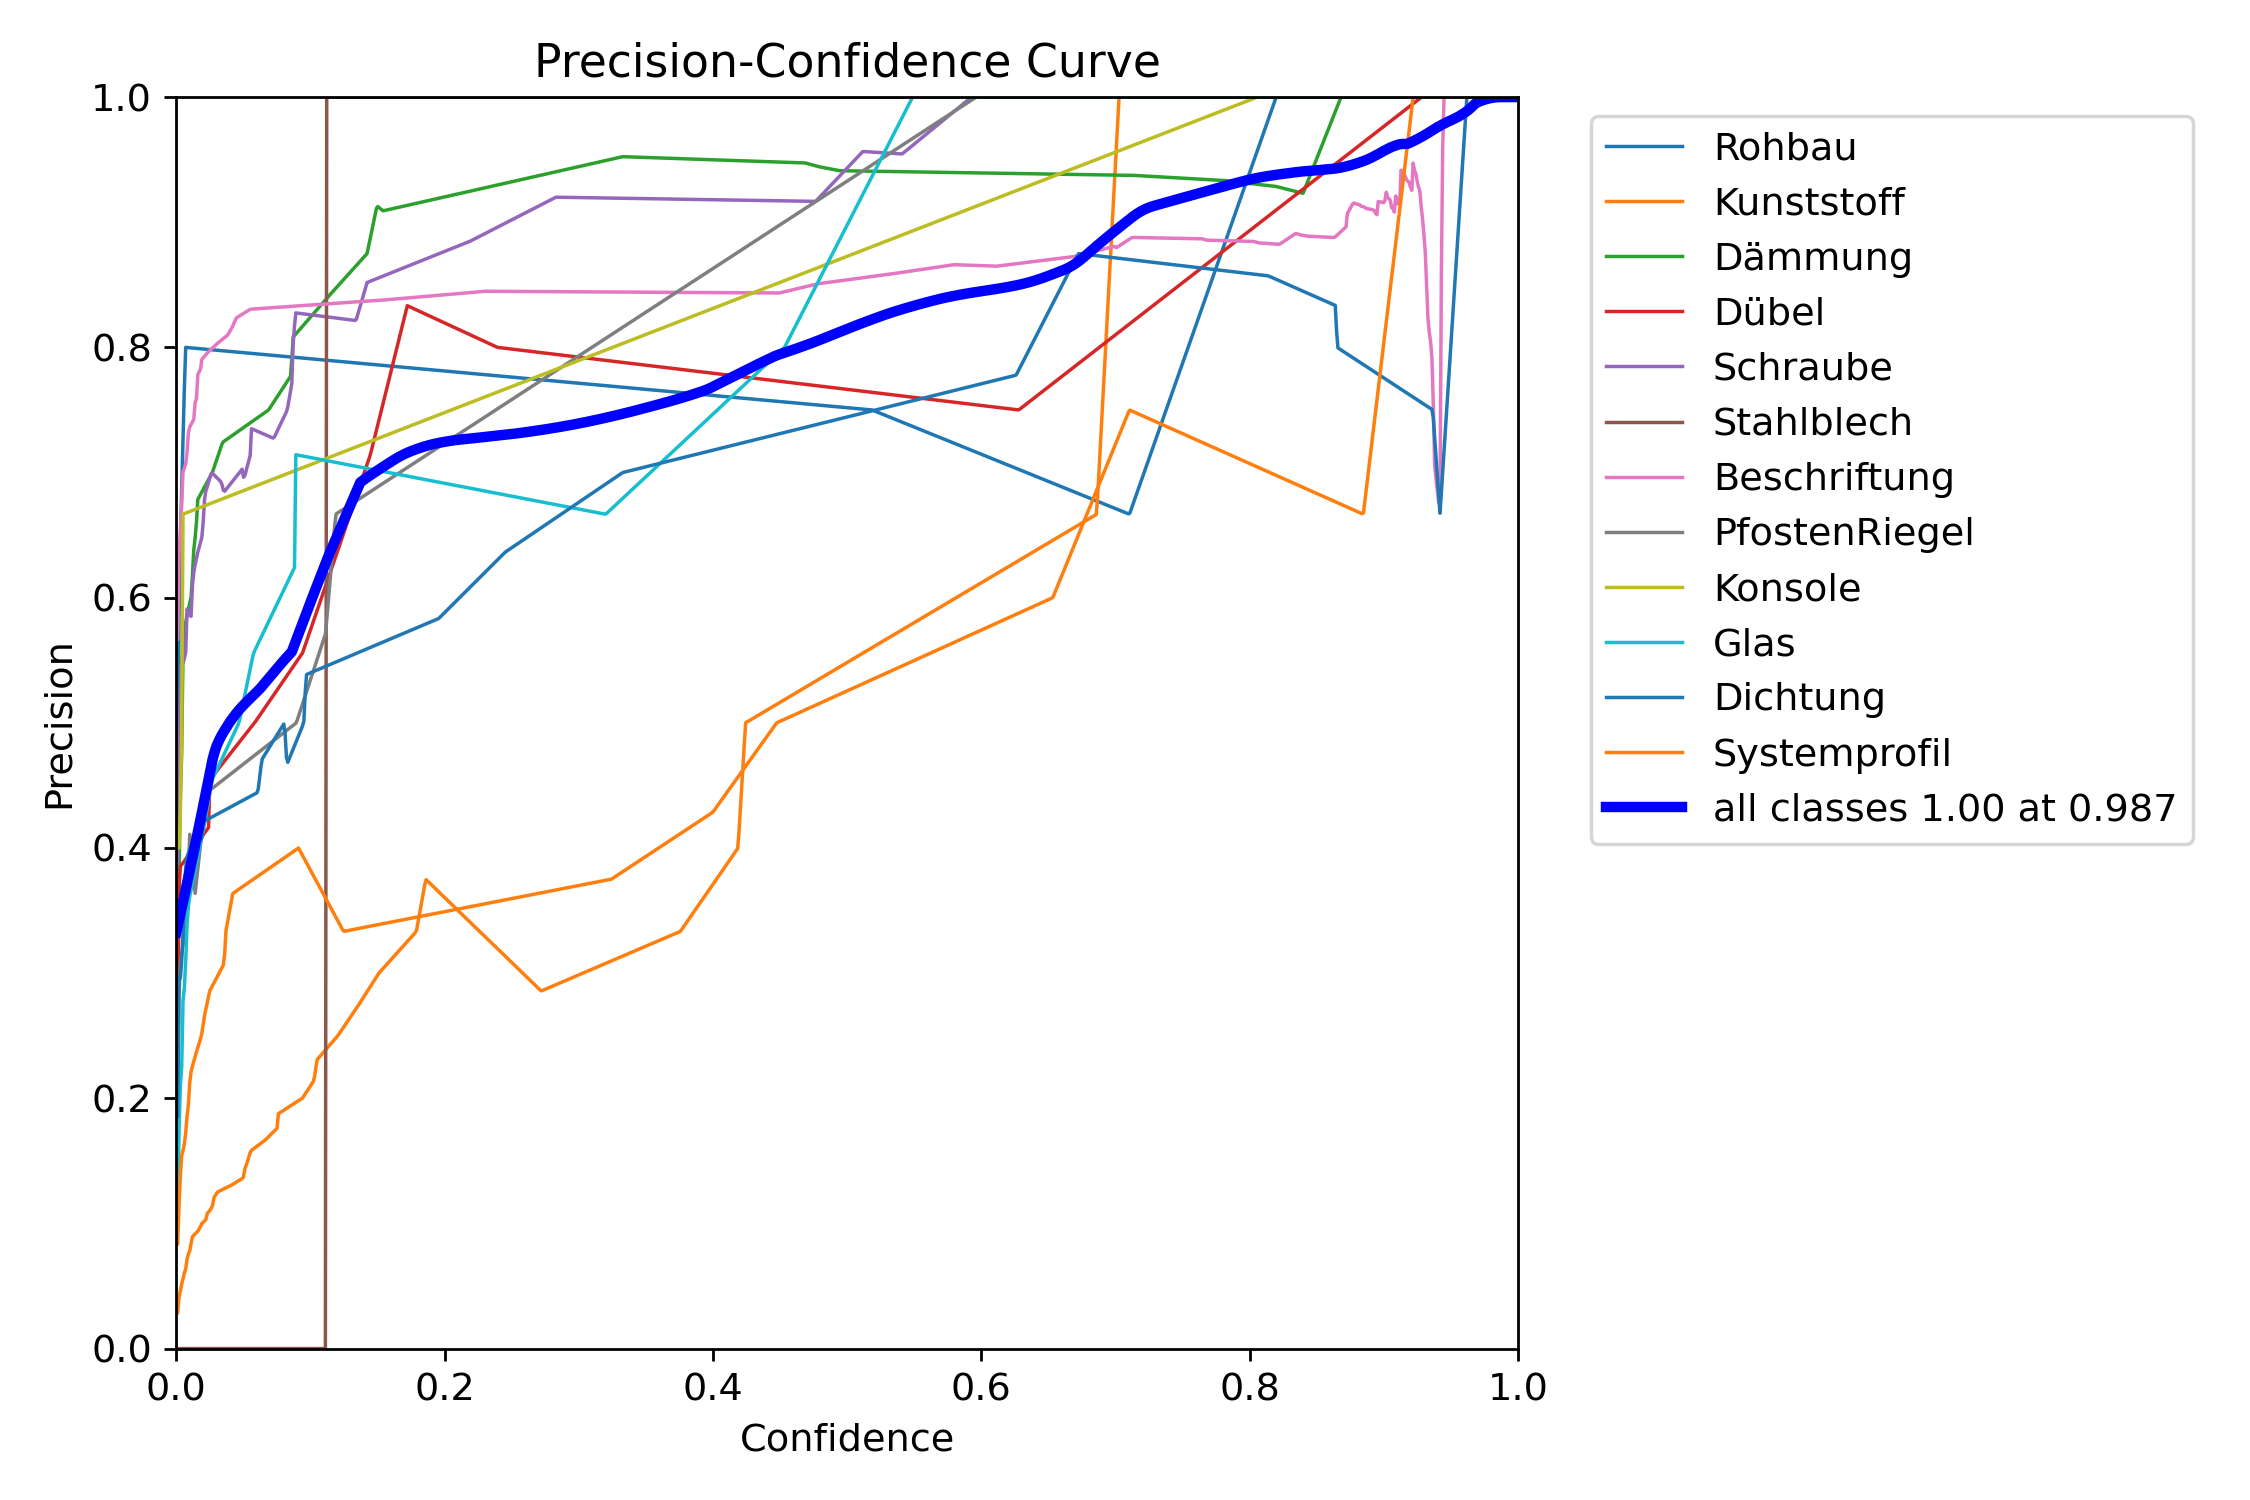 Precision-Confidence Curve
1.0
0.8
0.6
0.4
0.2
0.0
Precision
0.0 0.2 0.4 0.6 0.8 1.0
Confidence
Rohbau
Kunststoff
Dämmung
Dübel
Schraube
Stahlblech
Beschriftung
PfostenRiegel
Konsole
Glas
Dichtung
Systemprofil
all classes 1.00 at 0.987